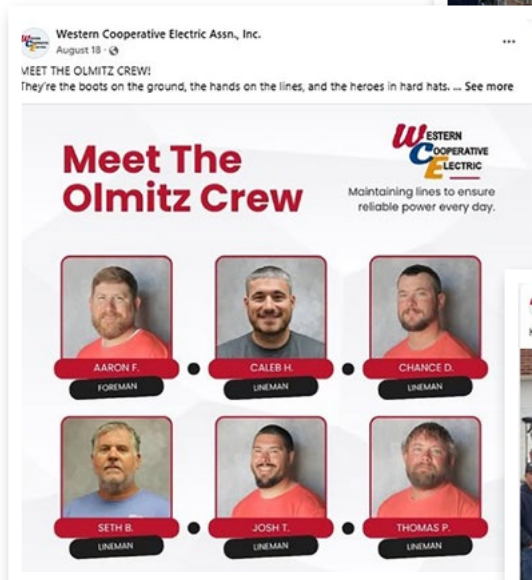 Western Cooperative Electric Assn., Inc.
August 18 ·
MEET THE OLMITZ CREW!
They're the boots on the ground, the hands on the lines, and the heroes in hard hats. ... See more
Meet The
Olmitz Crew
WESTERN
COOPERATIVE
ELECTRIC
Maintaining lines to ensure
reliable power every day.
AARON F.
FOREMAN
CALEB H.
LINEMAN
CHANCE D.
LINEMAN
SETH B.
LINEMAN
JOSH T.
LINEMAN
THOMAS P.
LINEMAN